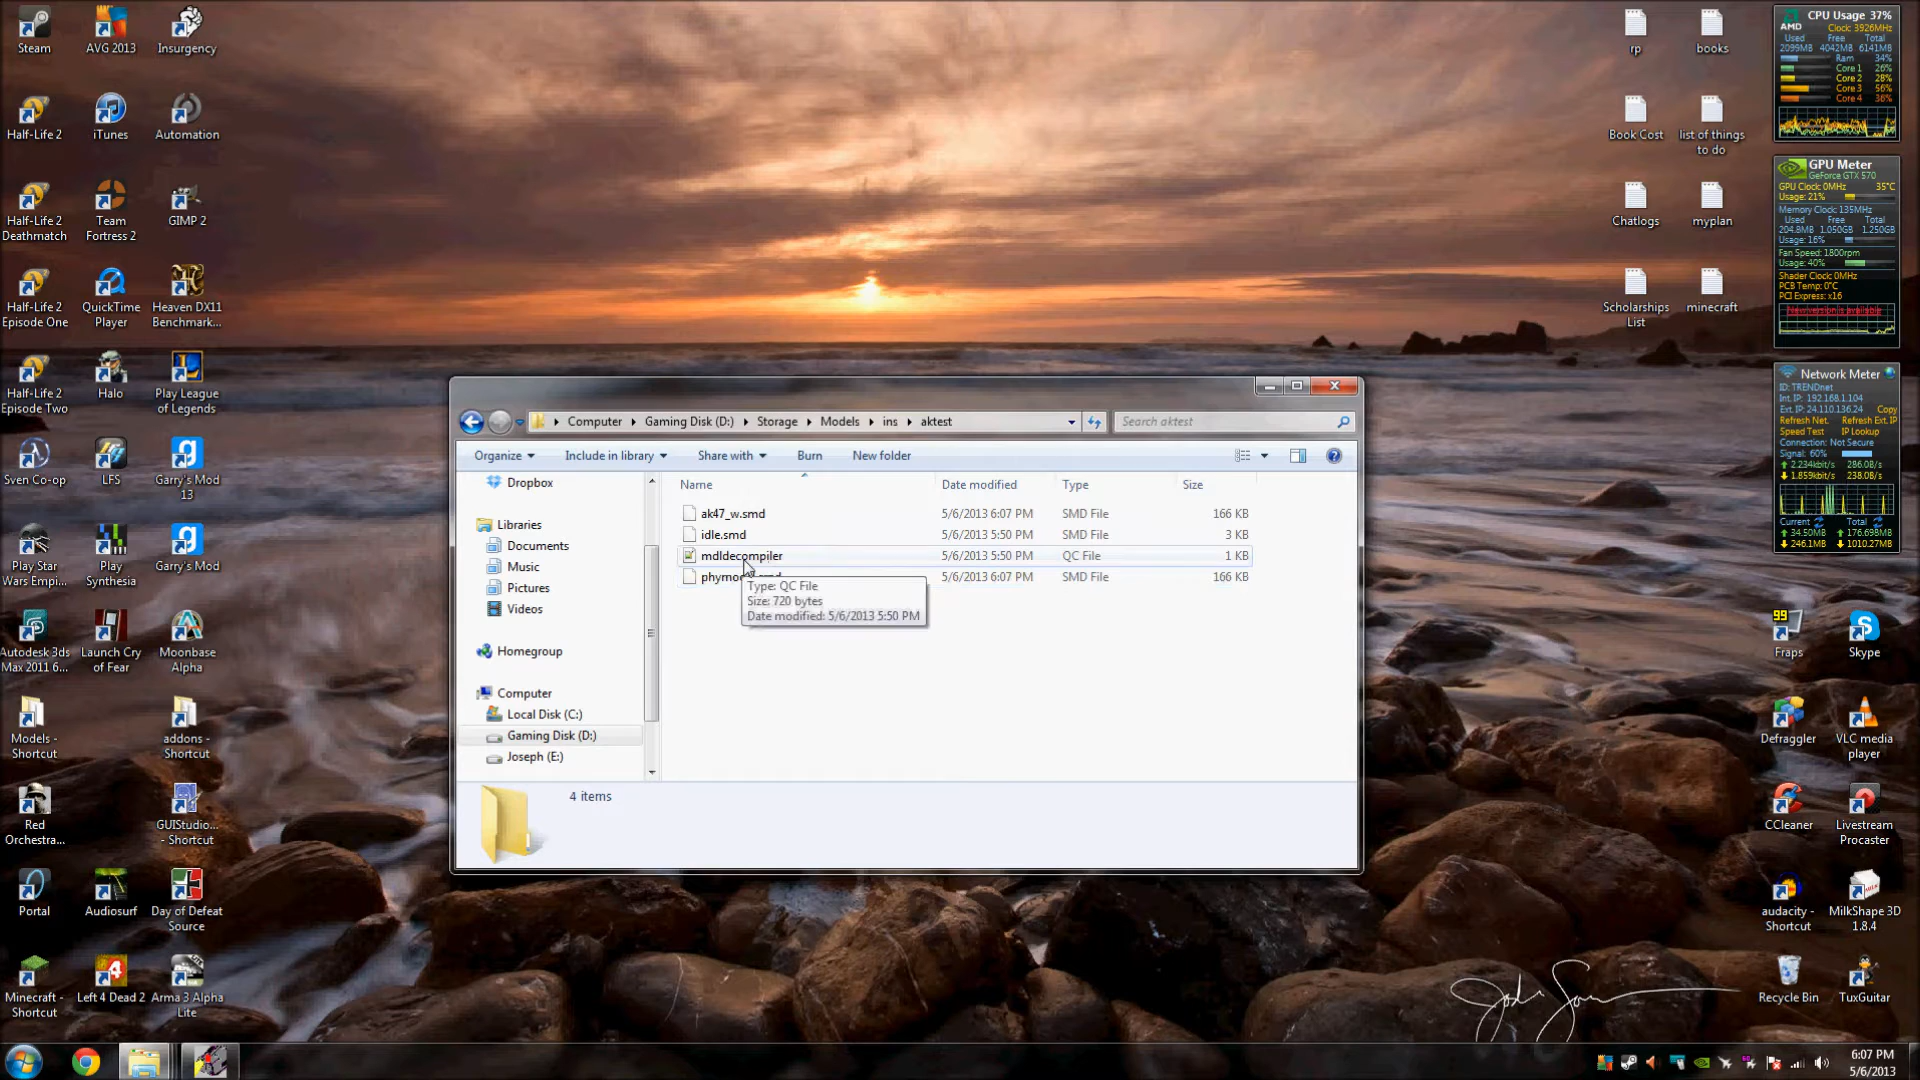 Steam
AVG 2013
Insurgency
Half-Life 2
iTunes
Automation
Half-Life 2
Deathmatch
Team
Fortress 2
GIMP 2
Half-Life 2
Episode One
QuickTime
Player
Heaven DX11
Benchmark...
Half-Life 2
Episode Two
Halo
Play League
of Legends
Sven Co-op
LFS
Garry's Mod
13
Play Star
Wars Empi...
Play
Synthesia
Garry's Mod
Autodesk 3ds
Max 2011 6...
Launch Cry
of Fear
Moonbase
Alpha
Models -
Shortcut
addons -
Shortcut
Red
Orchestra...
GUIStudio...
- Shortcut
Portal
Audiosurf
Day of Defeat
Source
Minecraft -
Shortcut
Left 4 Dead 2
Arma 3 Alpha
Lite
Computer
Gaming Disk (D:)
Storage
Models
ins
aktest
Search aktest
Organize
Include in library
Share with
Burn
New folder
Name
Date modified
Type
Size
ak47_w.smd 5/6/2013 6:07 PM SMD File 166 KB
idle.smd 5/6/2013 5:50 PM SMD File 3 KB
mdldecompiler 5/6/2013 5:50 PM QC File 1 KB
5/6/2013 6:07 PM SMD File 166 KB
Type: QC File
Size: 720 bytes
Date modified: 5/6/2013 5:50 PM
Dropbox
Libraries
Documents
Music
Pictures
Videos
Homegroup
Computer
Local Disk (C:)
Gaming Disk (D:)
Joseph (E:)
4 items
rp
books
Book Cost
list of things
to do
Chatlogs
myplan
Scholarships
List
minecraft
CPU Usage 37%
AMD
Clock: 3926MHz
Used Free Total
2099MB 4042MB 6141MB
Ram 34%
Core 1 26%
Core 2 28%
Core 3 56%
Core 4 36%
GPU Meter
GeForce GTX 570
GPU Clock: 0MHz 35°C
Usage: 21%
Memory Clock: 135MHz
Used Free Total
204.8MB 1.050GB 1.250GB
Usage: 16%
Fan Speed: 1800rpm
Usage: 40%
Shader Clock: 0MHz
PCB Temp: 0°C
PCI Express: x16
New version is available
Network Meter
ID: TRENDnet
Int. IP: 192.168.1.104
Ext. IP: 24.110.136.24 Copy
Refresh Net. Refresh Ext. IP
Speed Test IP Lookup
Connection: Not Secure
Signal: 60%
2.234kbit/s 286.0B/s
1.859kbit/s 238.0B/s
Current Total
34.50MB 176.69MB
246.1MB 1010.27MB
99
Fraps
Skype
Defraggler
VLC media
player
CCleaner
Livestream
Procaster
audacity -
Shortcut
MilkShape 3D
1.8.4
Recycle Bin
TuxGuitar
6:07 PM
5/6/2013